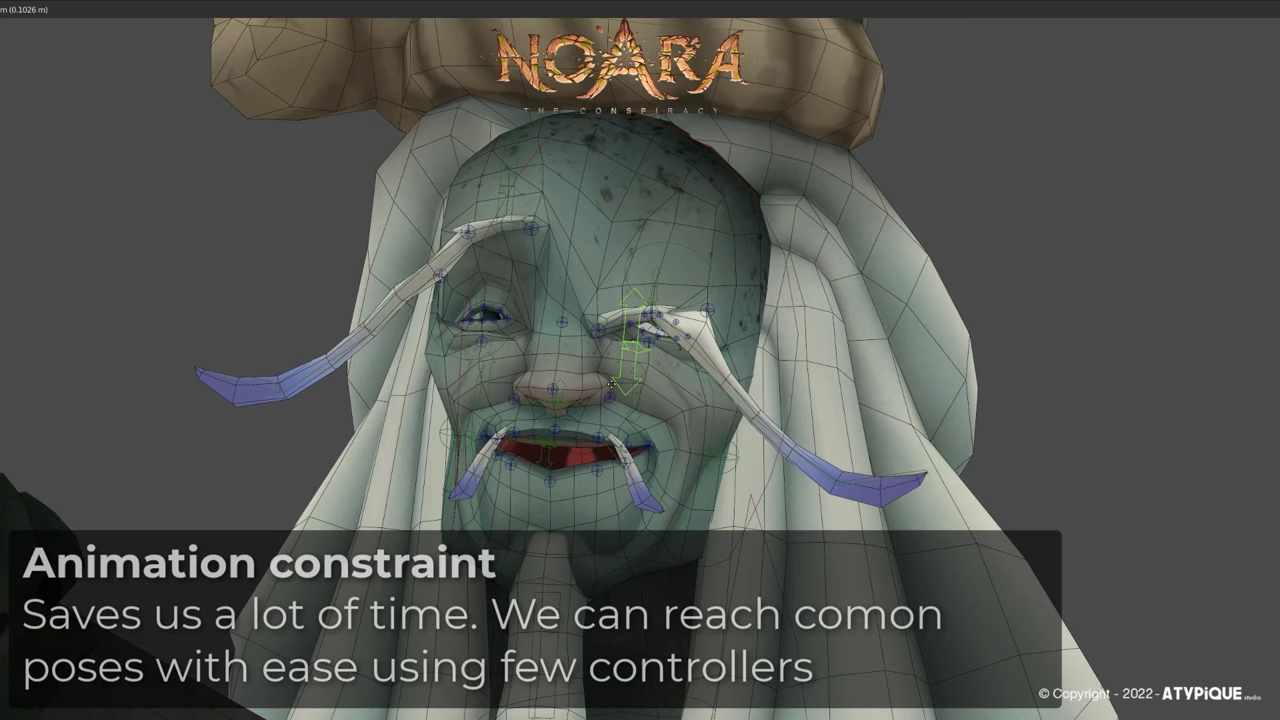 m (0.1026 m)
NOARA
THE CONSPIRACY
Animation constraint
Saves us a lot of time. We can reach comon
poses with ease using few controllers
© Copyright - 2022 - ATYPiQUE studio